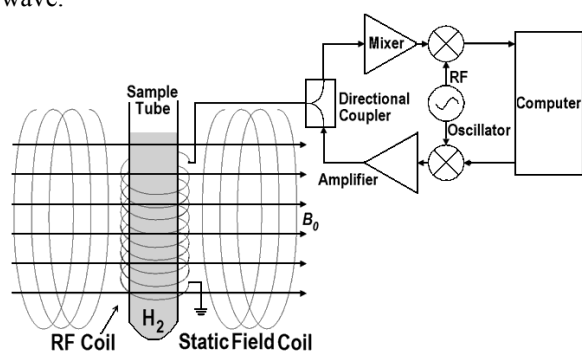 wave.
Mixer
Sample
Tube
RF
Directional
Coupler
Computer
Oscillator
Amplifier
B0
H2
RF Coil
Static Field Coil